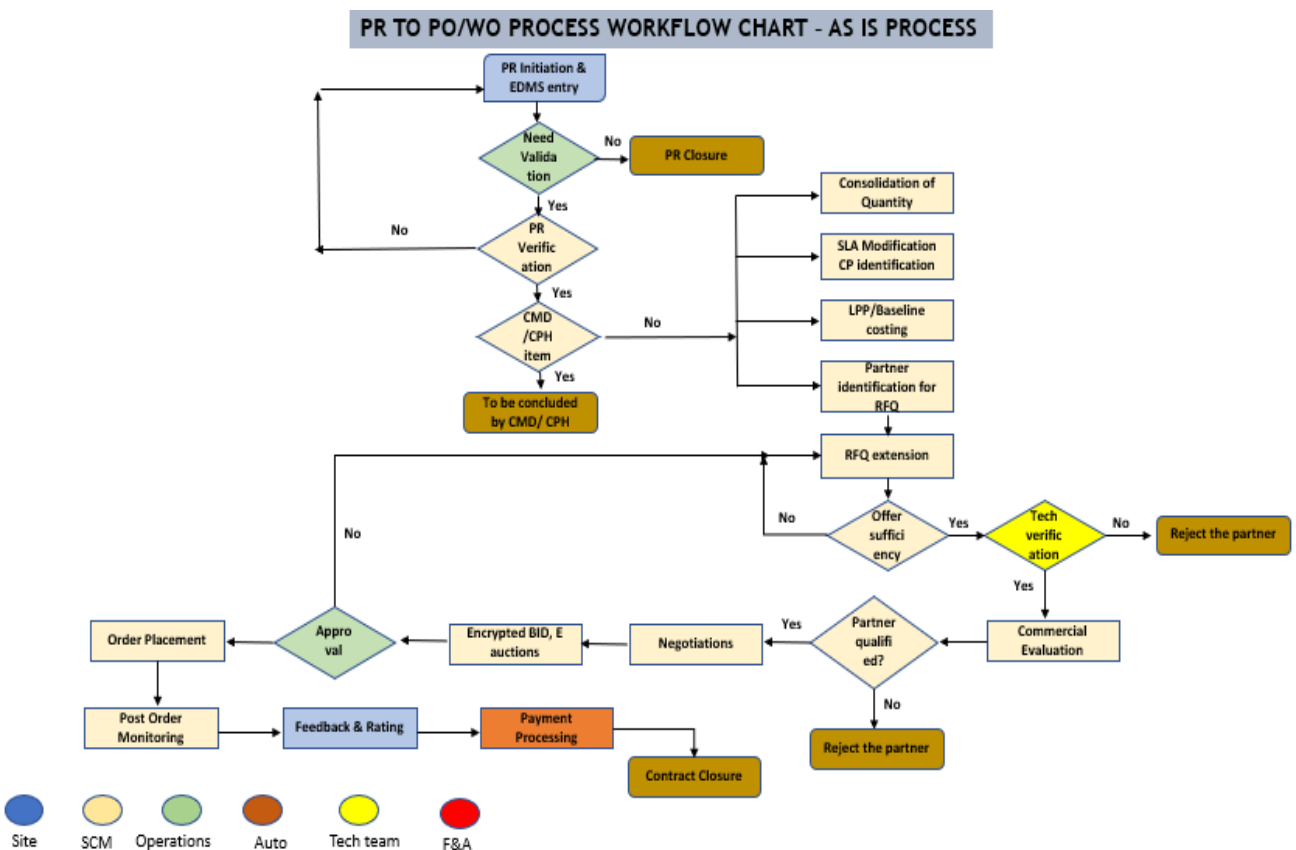 PR TO PO/WO PROCESS WORKFLOW CHART - AS IS PROCESS
PR Initiation &
EDMS entry
Need
Valida
tion
No
PR Closure
Yes
PR
Verific
ation
No
Yes
CMD
/CPH
item
No
Yes
To be concluded
by CMD/ CPH
Consolidation of
Quantity
SLA Modification
CP identification
LPP/Baseline
costing
Partner
identification for
RFQ
RFQ extension
Offer
suffici
ency
No
Yes
Tech
verific
ation
No
Reject the partner
Yes
Commercial
Evaluation
Partner
qualifi
ed?
Yes
No
Reject the partner
Negotiations
Encrypted BID, E
auctions
Appro
val
No
Order Placement
Post Order
Monitoring
Feedback & Rating
Payment
Processing
Contract Closure
Site
SCM
Operations
Auto
Tech team
F&A